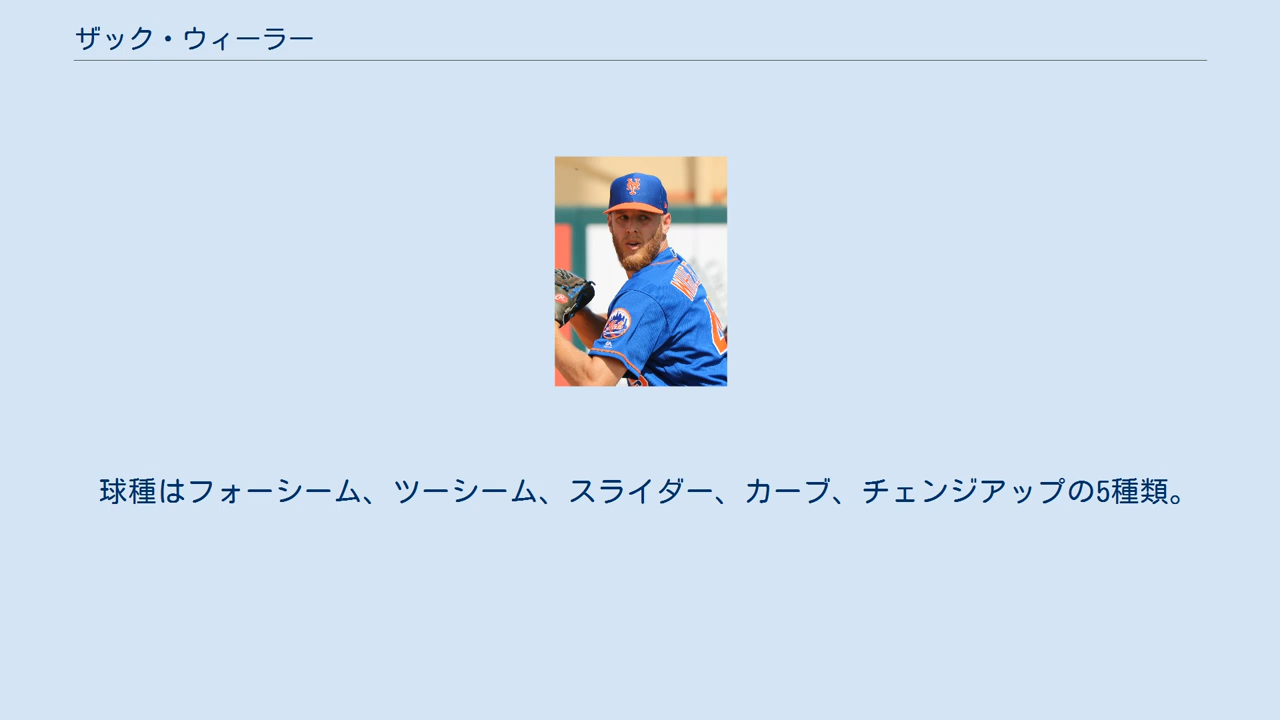 ザック・ウィーラー
NY
球種はフォーシーム、ツーシーム、スライダー、カーブ、チェンジアップの5種類。